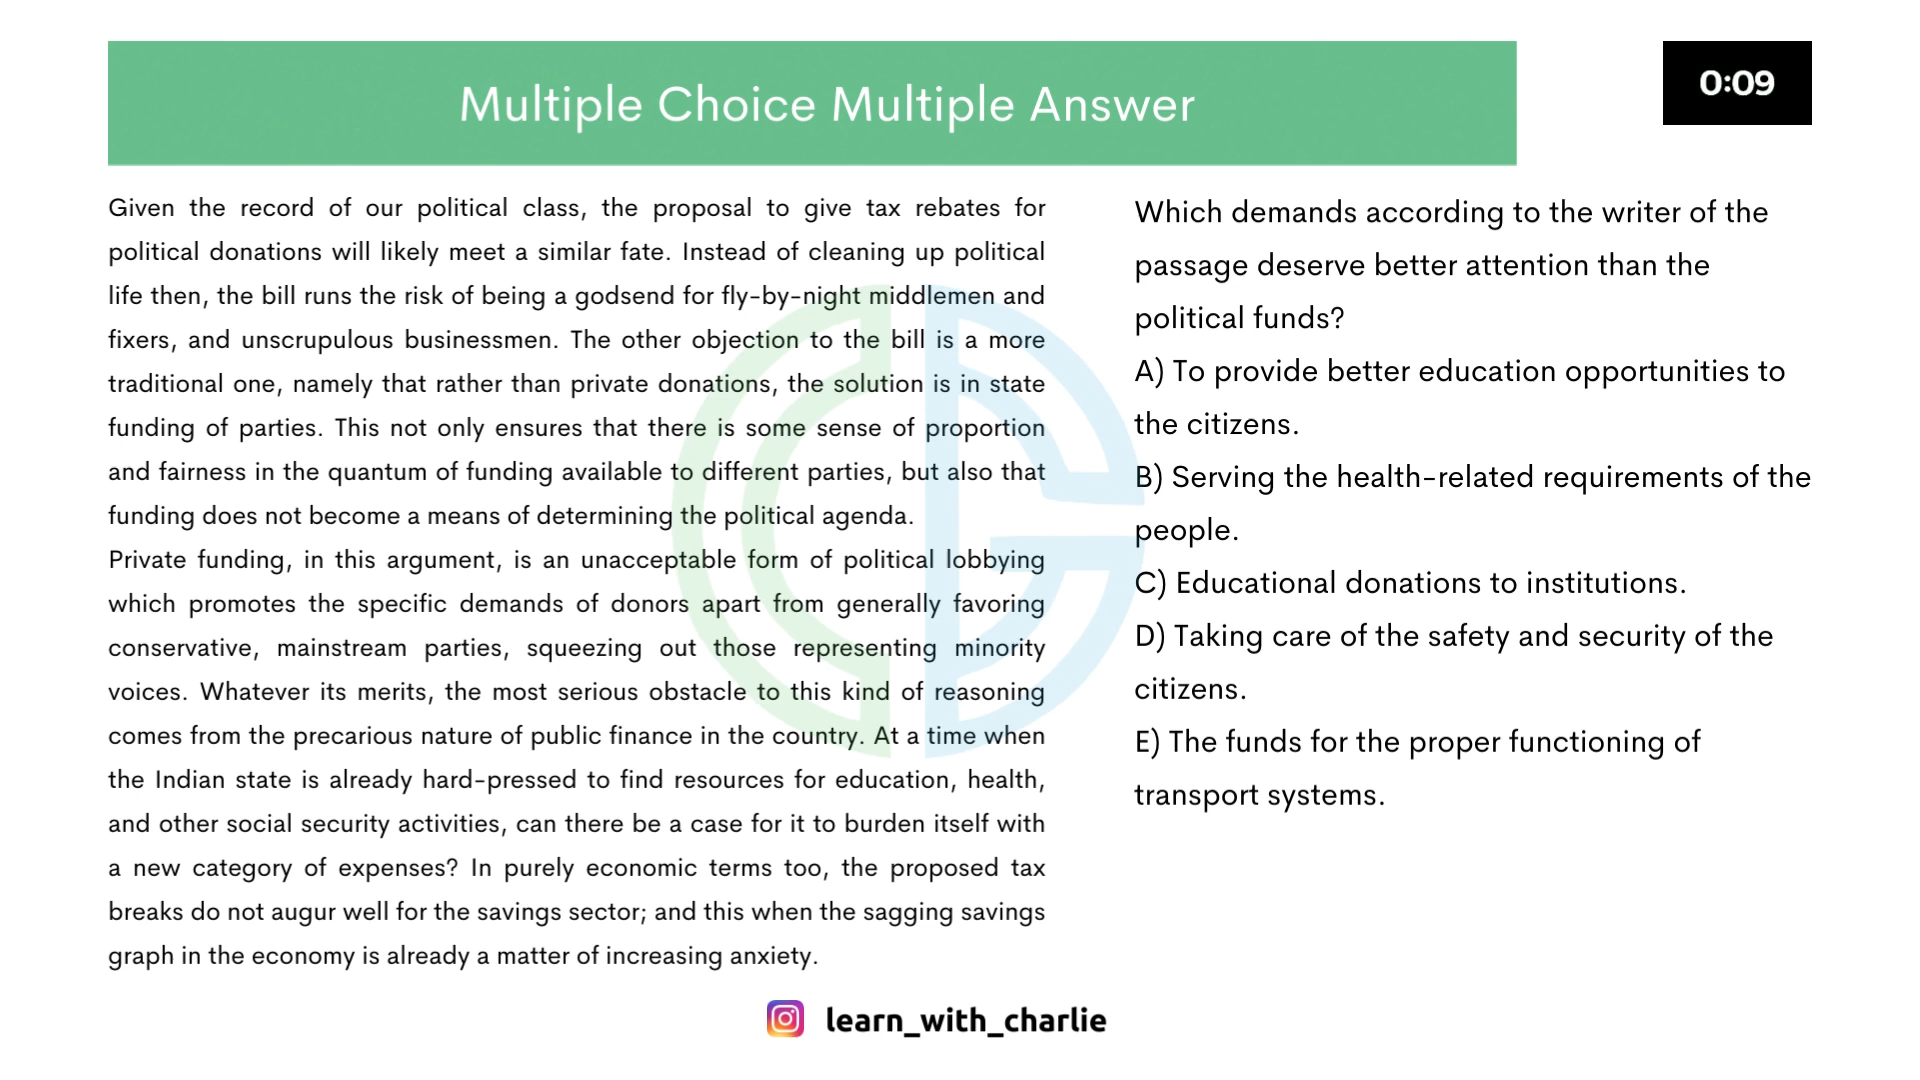 Multiple Choice Multiple Answer
0:09
Given the record of our political class, the proposal to give tax rebates for
political donations will likely meet a similar fate. Instead of cleaning up political
life then, the bill runs the risk of being a godsend for fly-by-night middlemen and
fixers, and unscrupulous businessmen. The other objection to the bill is a more
traditional one, namely that rather than private donations, the solution is in state
funding of parties. This not only ensures that there is some sense of proportion
and fairness in the quantum of funding available to different parties, but also that
funding does not become a means of determining the political agenda.
Private funding, in this argument, is an unacceptable form of political lobbying
which promotes the specific demands of donors apart from generally favoring
conservative, mainstream parties, squeezing out those representing minority
voices. Whatever its merits, the most serious obstacle to this kind of reasoning
comes from the precarious nature of public finance in the country. At a time when
the Indian state is already hard-pressed to find resources for education, health,
and other social security activities, can there be a case for it to burden itself with
a new category of expenses? In purely economic terms too, the proposed tax
breaks do not augur well for the savings sector; and this when the sagging savings
graph in the economy is already a matter of increasing anxiety.
Which demands according to the writer of the
passage deserve better attention than the
political funds?
A) To provide better education opportunities to
the citizens.
B) Serving the health-related requirements of the
people.
C) Educational donations to institutions.
D) Taking care of the safety and security of the
citizens.
E) The funds for the proper functioning of
transport systems.
learn_with_charlie